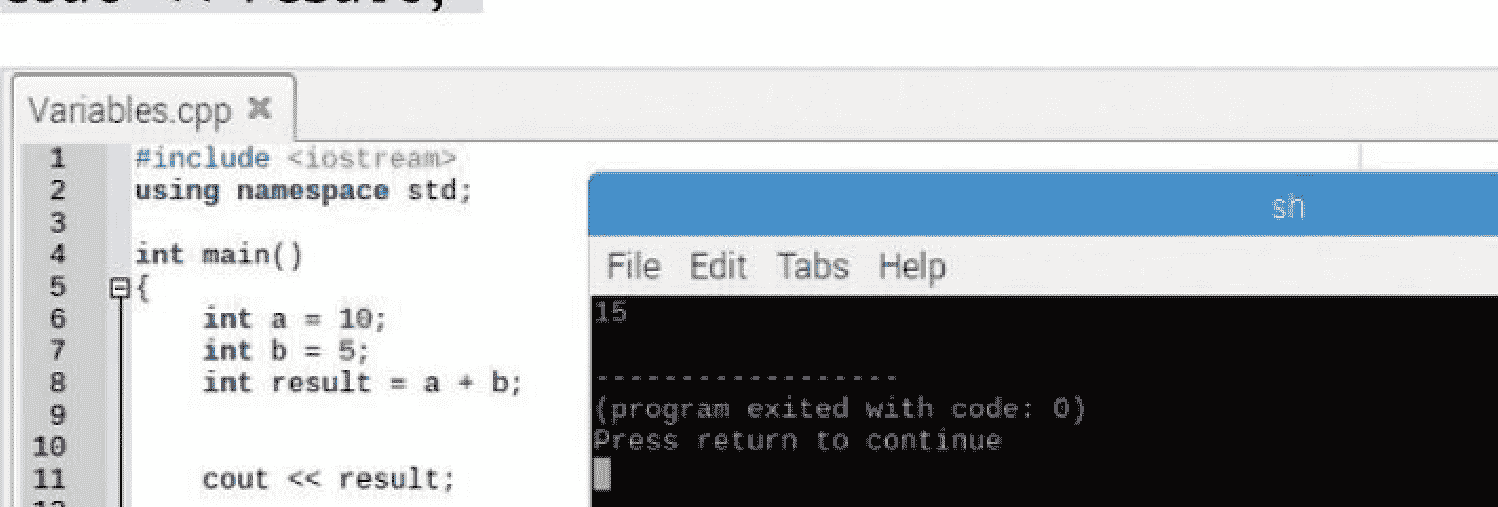 Variables.cpp ×
1 #include <iostream>
2 using namespace std;
3
4 int main()
5 {
6 int a = 10;
7 int b = 5;
8 int result = a + b;
9
10
11 cout << result;
sh
File Edit Tabs Help
15
------------------
(program exited with code: 0)
Press return to continue